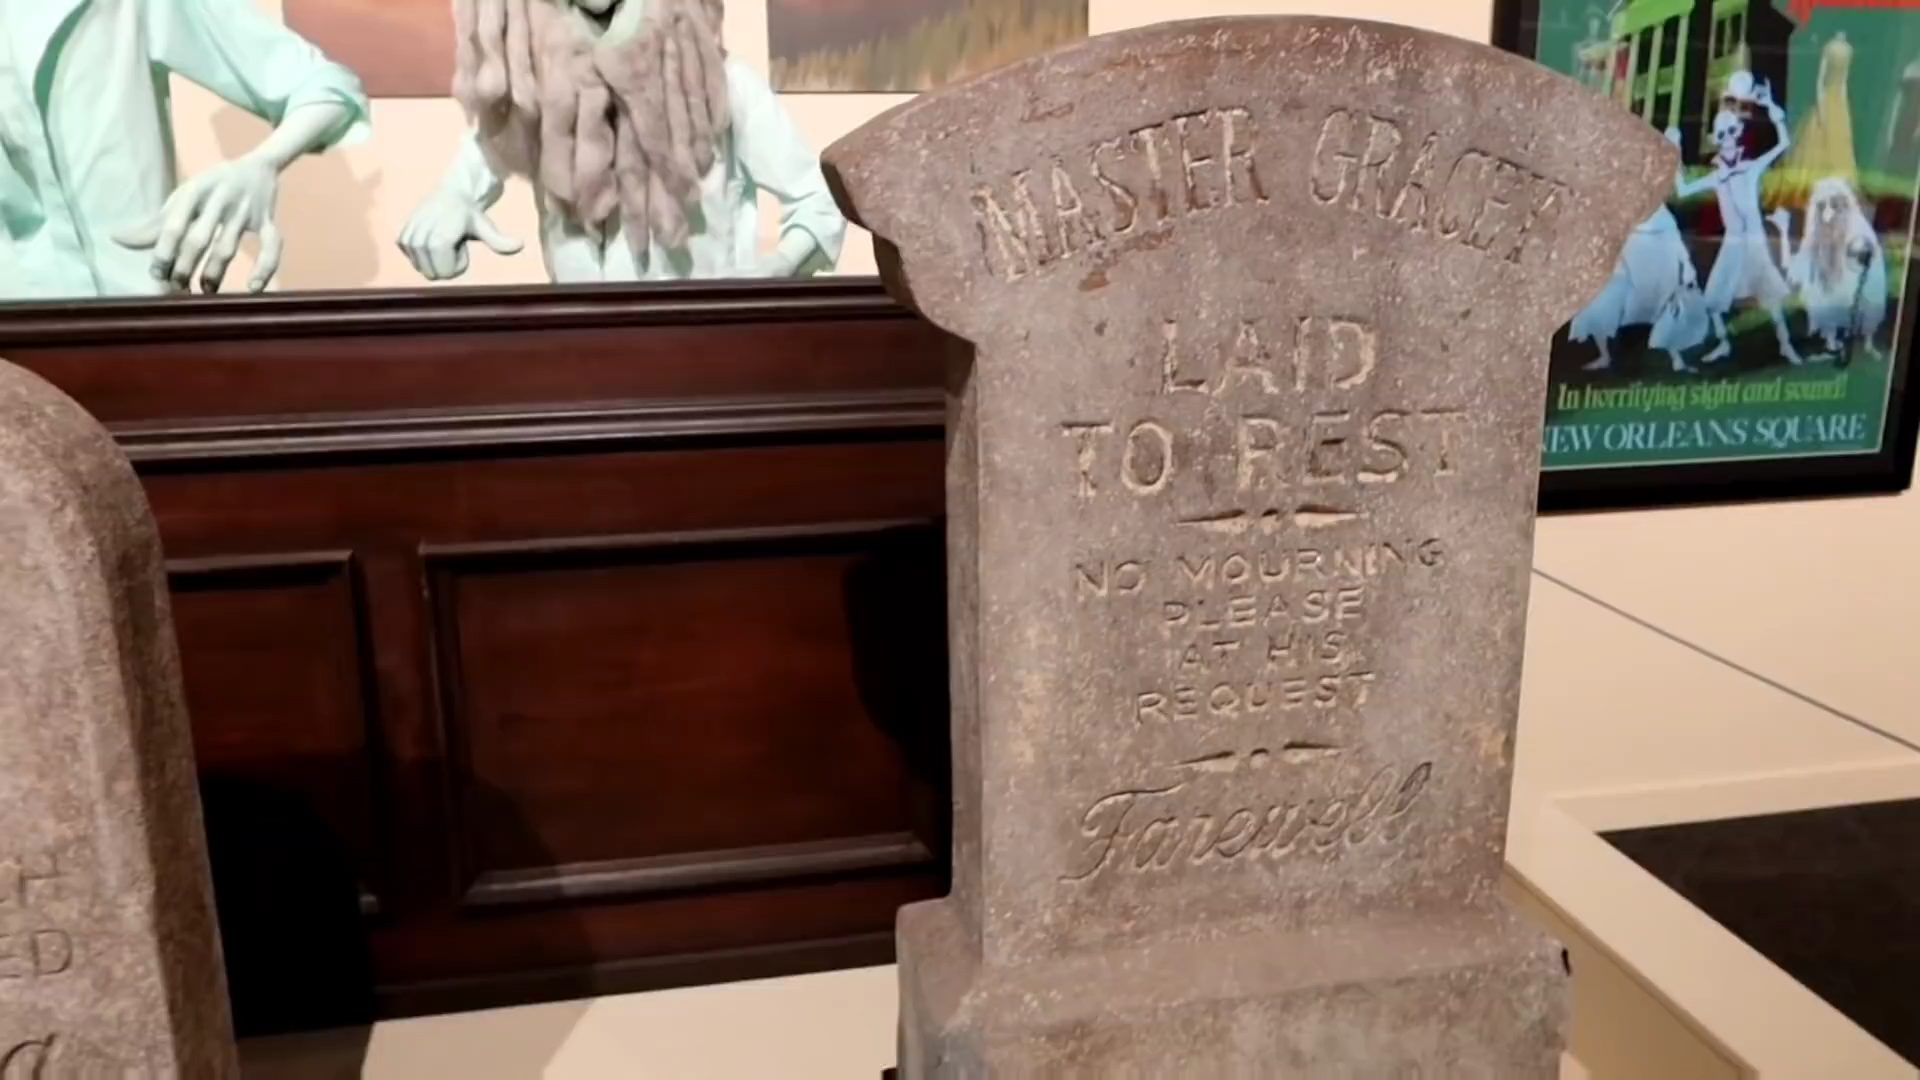 MASTER GRACEY
LAID
TO REST
NO MOURNING
PLEASE
AT HIS
REQUEST
Farewell
In horrifying sight and sound!
NEW ORLEANS SQUARE